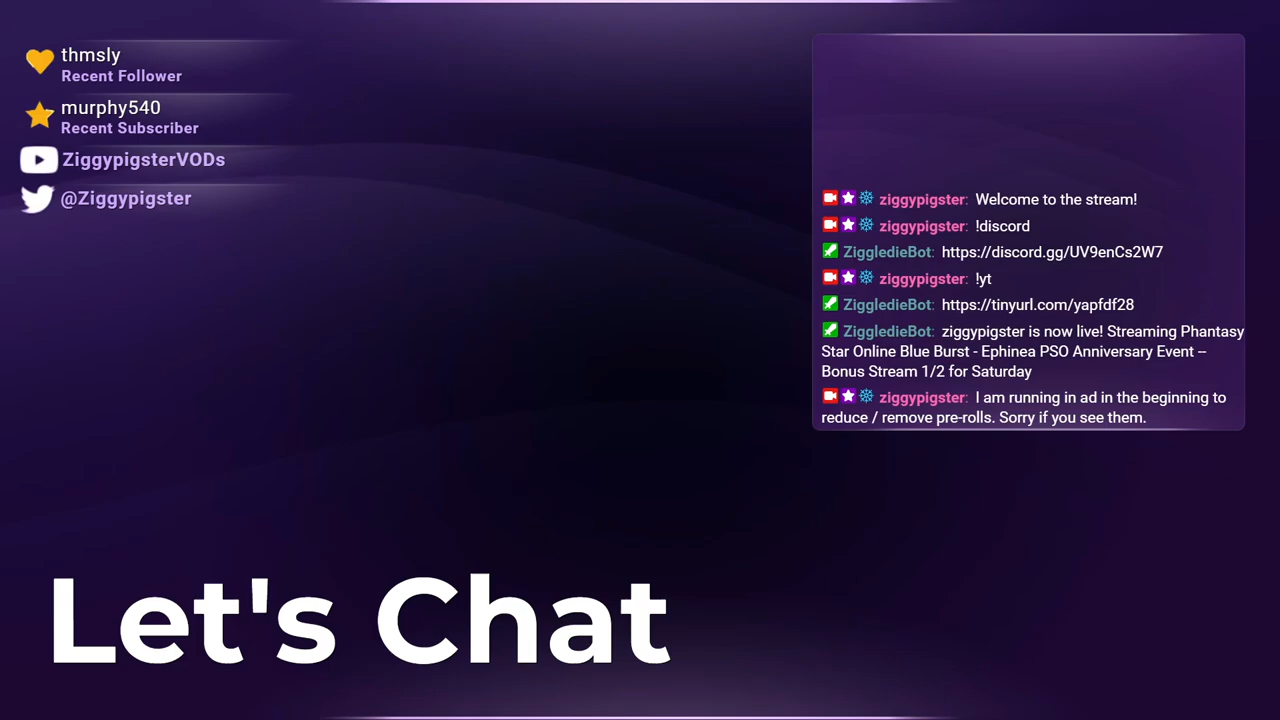 thmsly
Recent Follower
murphy540
Recent Subscriber
ZiggypigsterVODs
@Ziggypigster
ziggypigster: Welcome to the stream!
ziggypigster: !discord
ZiggledieBot: https://discord.gg/UV9enCs2W7
ziggypigster: !yt
ZiggledieBot: https://tinyurl.com/yapfdf28
ZiggledieBot: ziggypigster is now live! Streaming Phantasy
Star Online Blue Burst - Ephinea PSO Anniversary Event --
Bonus Stream 1/2 for Saturday
ziggypigster: I am running in ad in the beginning to
reduce / remove pre-rolls. Sorry if you see them.
Let's Chat